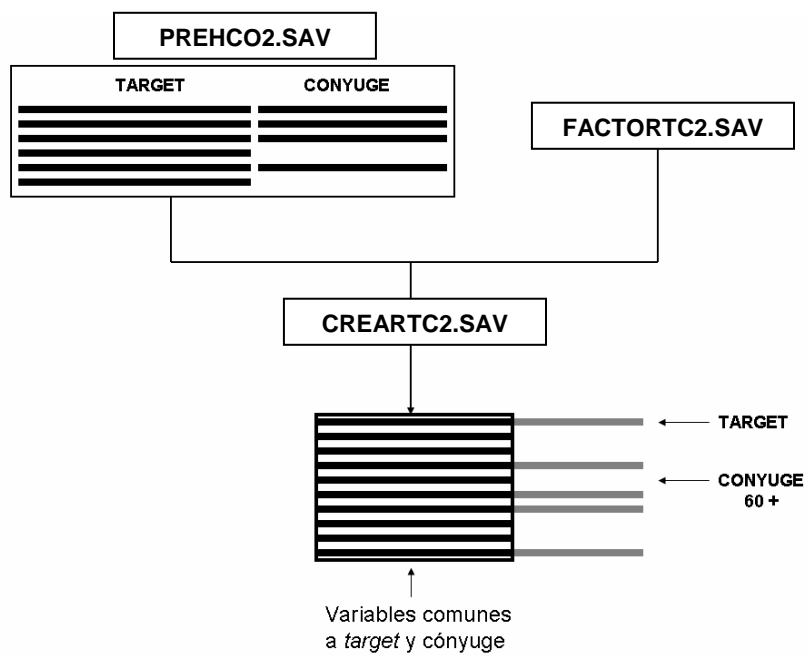 PREHCO2.SAV
TARGET
CONYUGE
FACTORTC2.SAV
CREARTC2.SAV
TARGET
CONYUGE
60 +
Variables comunes
a target y cónyuge